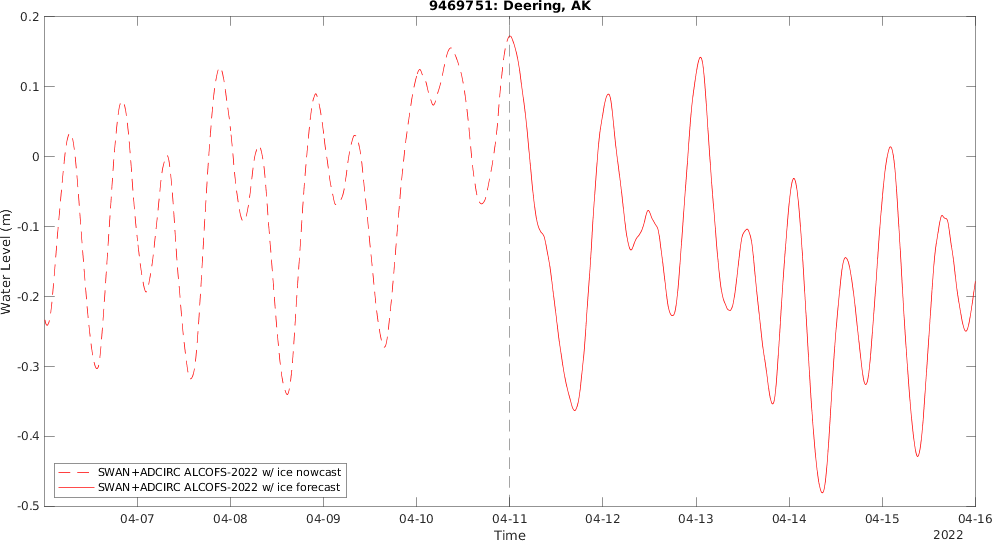 9469751: Deering, AK
0.2
0.1
0
-0.1
-0.2
-0.3
-0.4
-0.5
Water Level (m)
SWAN+ADCIRC ALCOFS-2022 w/ ice nowcast
SWAN+ADCIRC ALCOFS-2022 w/ ice forecast
04-07 04-08 04-09 04-10 04-11 04-12 04-13 04-14 04-15 04-16
Time
2022